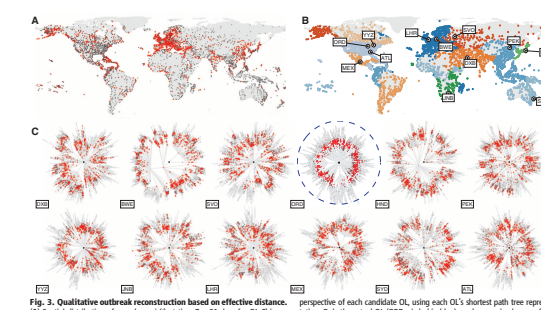 A
B
YYZ
LHR
SVO
ORD
BWE
PEK
ATL
DXB
MEX
JNB
C
DXB
BWE
SVO
ORD
HND
PEK
YYZ
JNB
LHR
MEX
SYD
ATL
Fig. 3. Qualitative outbreak reconstruction based on effective distance.
perspective of each candidate OL, using each OL's shortest path tree repre